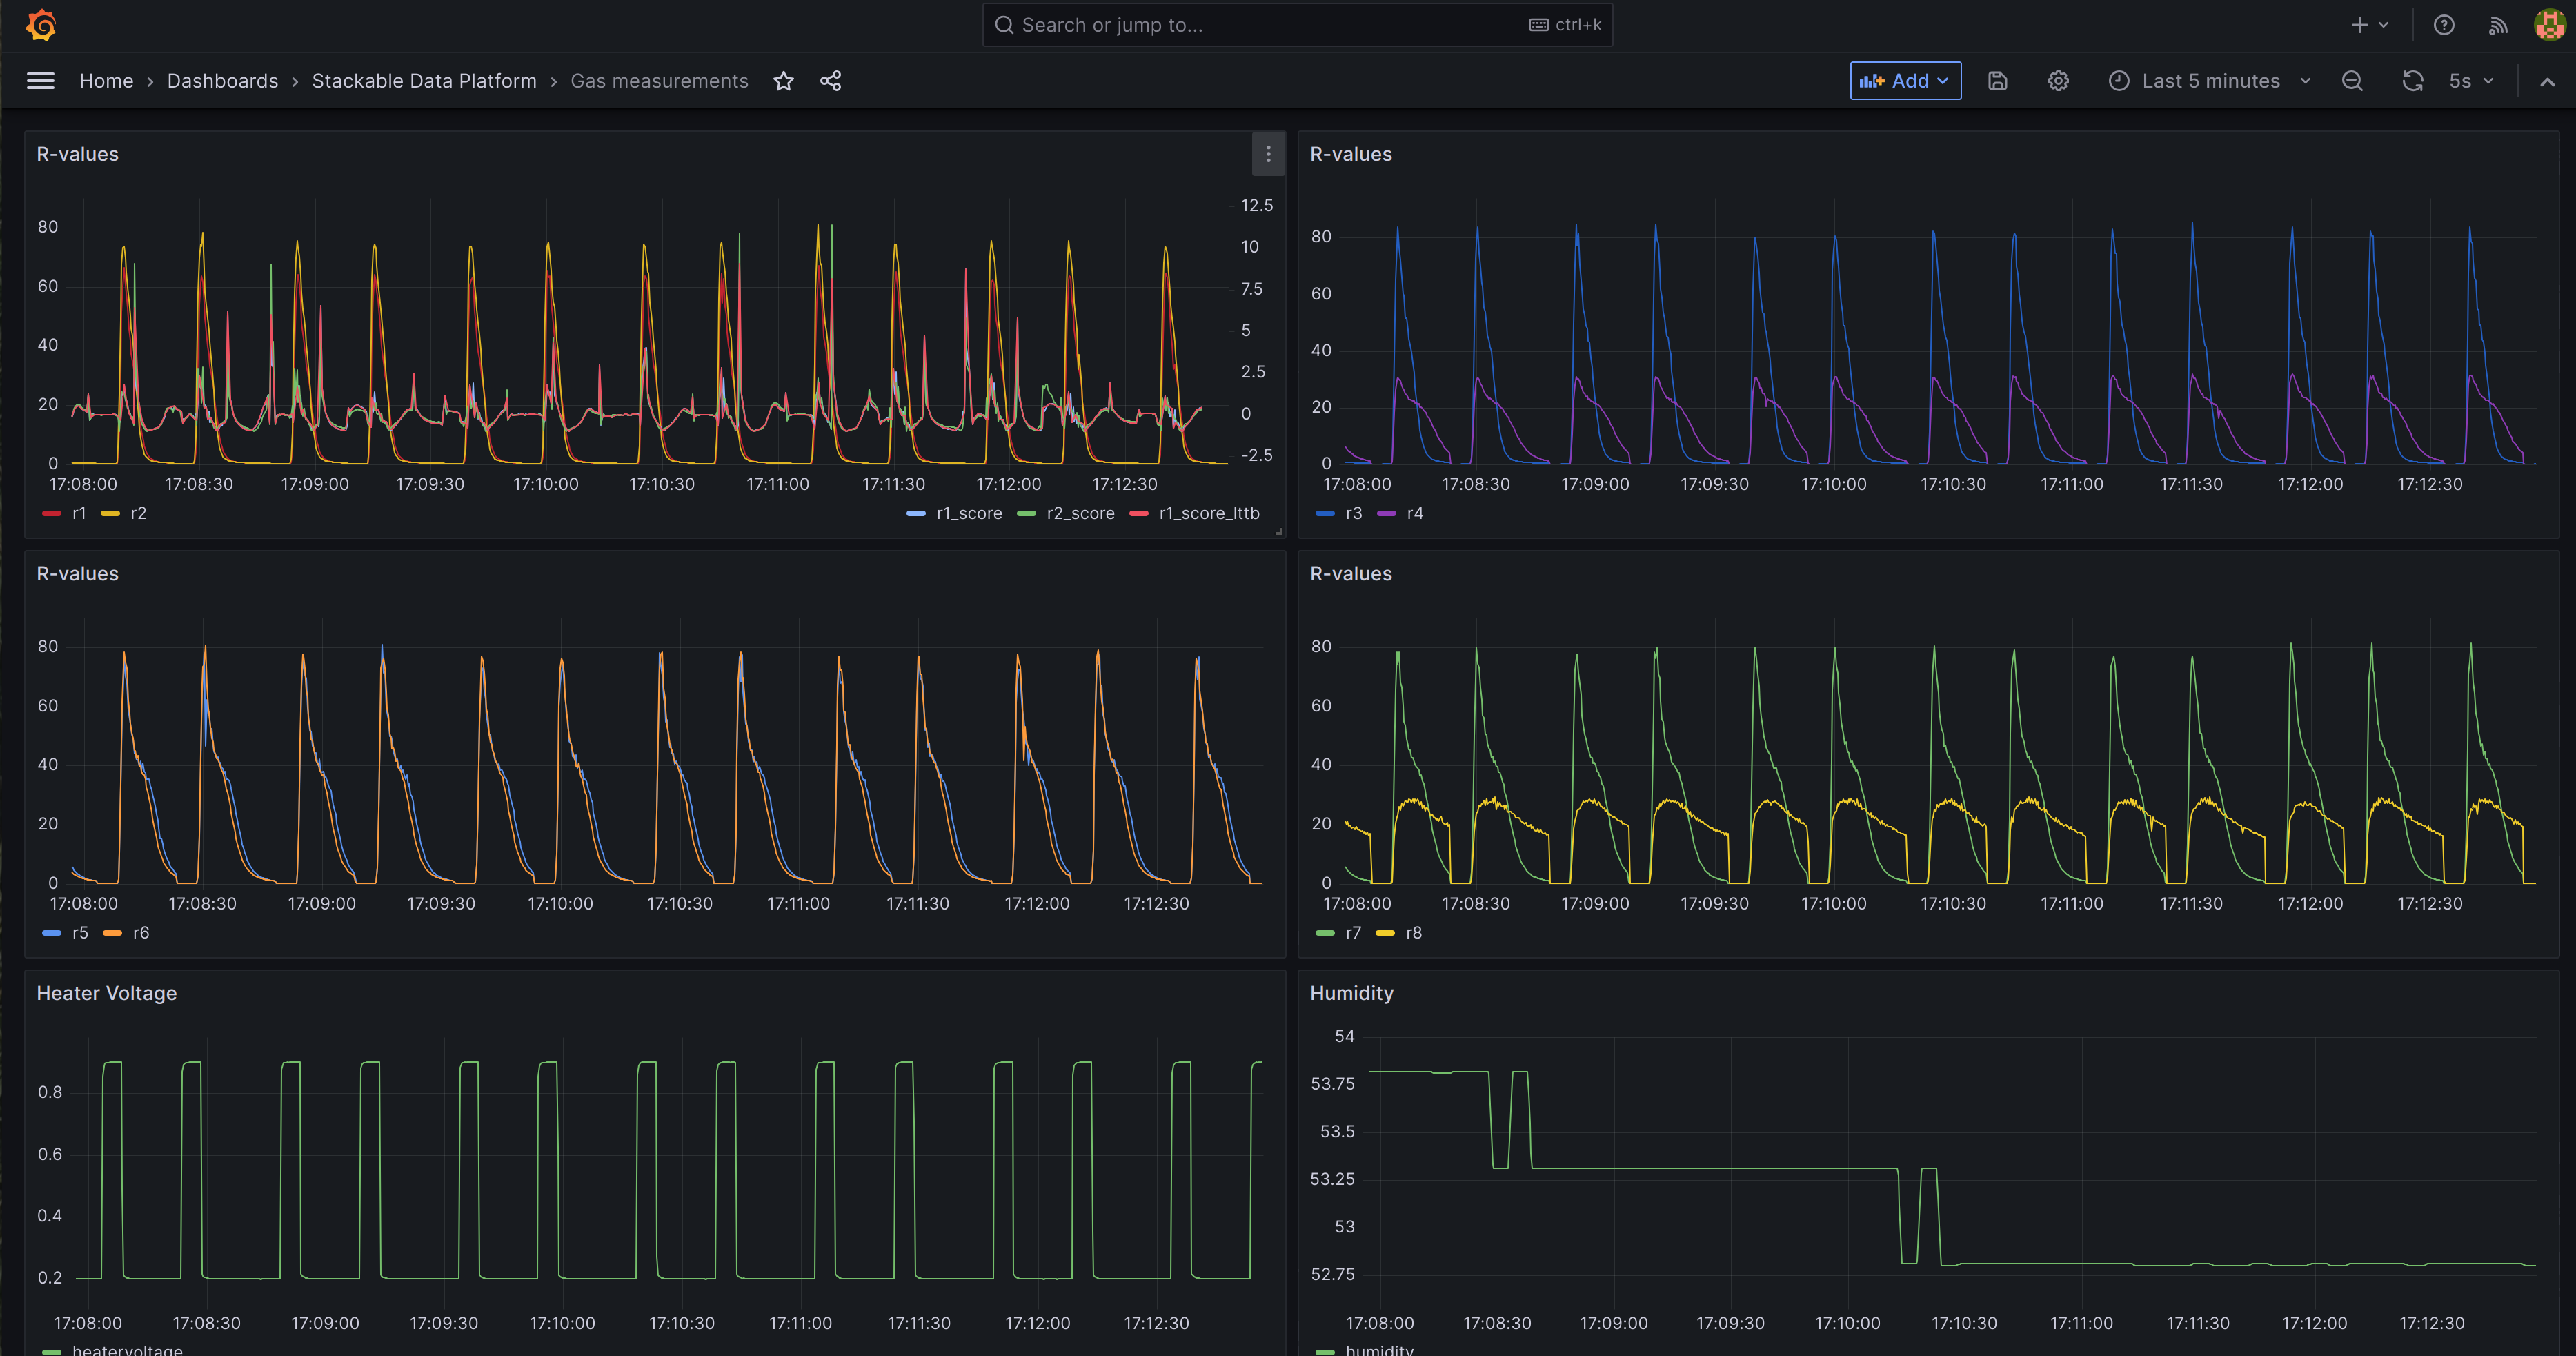 Search or jump to... ctrl+k
Home › Dashboards › Stackable Data Platform › Gas measurements Add Last 5 minutes 5s
R-values
12.5
10
7.5
5
2.5
0
-2.5
80
60
40
20
0
17:08:00 17:08:30 17:09:00 17:09:30 17:10:00 17:10:30 17:11:00 17:11:30 17:12:00 17:12:30
r1 r2 r1_score r2_score r1_score_lttb
R-values
80
60
40
20
0
17:08:00 17:08:30 17:09:00 17:09:30 17:10:00 17:10:30 17:11:00 17:11:30 17:12:00 17:12:30
r3 r4
R-values
80
60
40
20
0
17:08:00 17:08:30 17:09:00 17:09:30 17:10:00 17:10:30 17:11:00 17:11:30 17:12:00 17:12:30
r5 r6
R-values
80
60
40
20
0
17:08:00 17:08:30 17:09:00 17:09:30 17:10:00 17:10:30 17:11:00 17:11:30 17:12:00 17:12:30
r7 r8
Heater Voltage
0.8
0.6
0.4
0.2
17:08:00 17:08:30 17:09:00 17:09:30 17:10:00 17:10:30 17:11:00 17:11:30 17:12:00 17:12:30
heatervoltage
Humidity
54
53.75
53.5
53.25
53
52.75
17:08:00 17:08:30 17:09:00 17:09:30 17:10:00 17:10:30 17:11:00 17:11:30 17:12:00 17:12:30
humidity